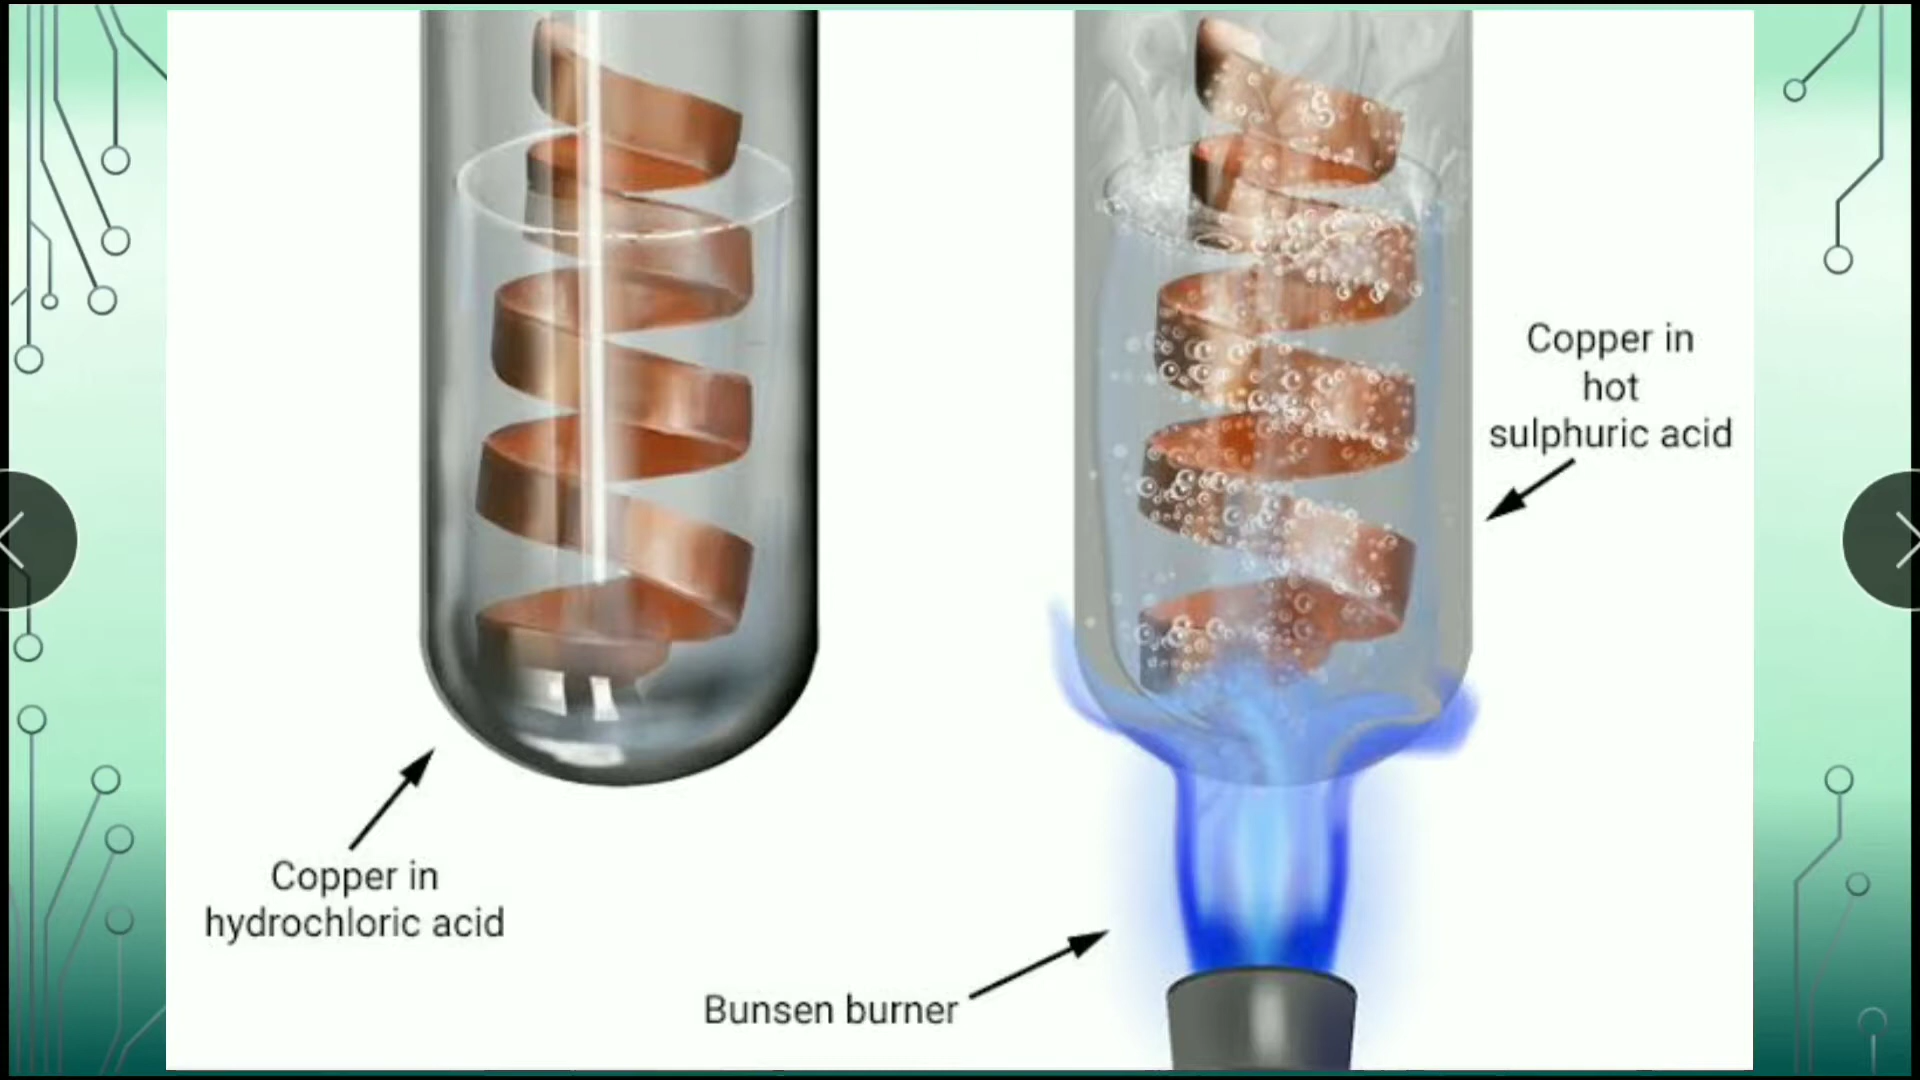 Copper in
hot
sulphuric acid
Copper in
hydrochloric acid
Bunsen burner